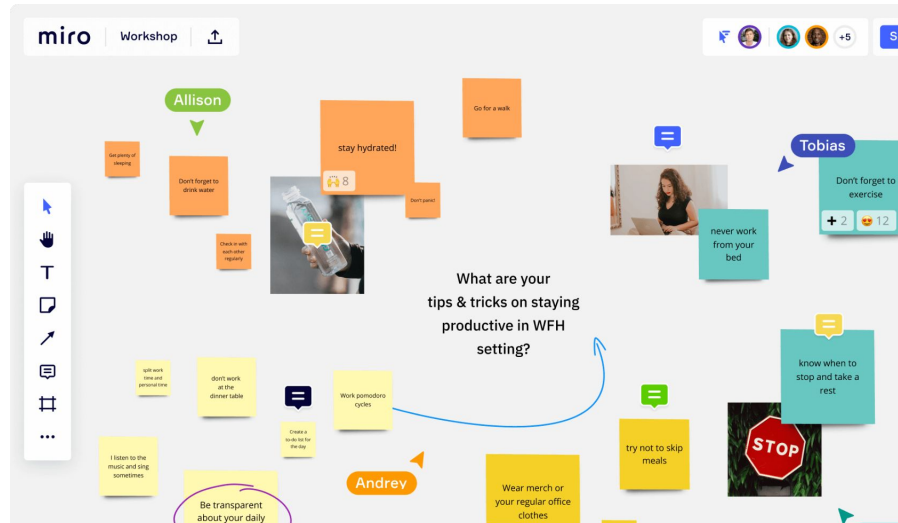 miro
Workshop
+5
S
Allison
Go for a walk
Get plenty of
sleeping
stay hydrated!
8
Don't forget to
drink water
Don't panic!
Check in with
each other
regularly
Tobias
Don't forget to
exercise
2
12
never work
from your
bed
T
What are your
tips & tricks on staying
productive in WFH
setting?
know when to
stop and take a
rest
STOP
split work
time and
personal time
don't work
at the
dinner table
Work pomodoro
cycles
Create a
to-do list for
the day
I listen to the
music and sing
sometimes
try not to skip
meals
Andrey
Wear merch or
your regular office
clothes
Be transparent
about your daily